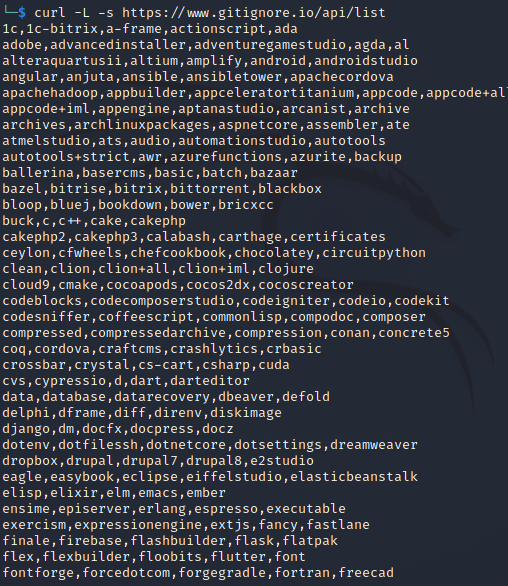 └─$ curl -L -s https://www.gitignore.io/api/list
1c,1c-bitrix,a-frame,actionscript,ada
adobe,advancedinstaller,adventuregamestudio,agda,al
alteraquartusii,altium,amplify,android,androidstudio
angular,anjuta,ansible,ansibletower,apachecordova
apachehadoop,appbuilder,appceleratortitanium,appcode,appcode+al
appcode+iml,appengine,aptanastudio,arcanist,archive
archives,archlinuxpackages,aspnetcore,assembler,ate
atmelstudio,ats,audio,automationstudio,autotools
autotools+strict,awr,azurefunctions,azurite,backup
ballerina,basercms,basic,batch,bazaar
bazel,bitrise,bitrix,bittorrent,blackbox
bloop,bluej,bookdown,bower,bricxcc
buck,c,c++,cake,cakephp
cakephp2,cakephp3,calabash,carthage,certificates
ceylon,cfwheels,chefcookbook,chocolatey,circuitpython
clean,clion,clion+all,clion+iml,clojure
cloud9,cmake,cocoapods,cocos2dx,cocoscreator
codeblocks,codecomposerstudio,codeigniter,codeio,codekit
codesniffer,coffeescript,commonlisp,compodoc,composer
compressed,compressedarchive,compression,conan,concrete5
coq,cordova,craftcms,crashlytics,crbasic
crossbar,crystal,cs-cart,csharp,cuda
cvs,cypressio,d,dart,darteditor
data,database,datarecovery,dbeaver,defold
delphi,dframe,diff,direnv,diskimage
django,dm,docfx,docpress,docz
dotenv,dotfilessh,dotnetcore,dotsettings,dreamweaver
dropbox,drupal,drupal7,drupal8,e2studio
eagle,easybook,eclipse,eiffelstudio,elasticbeanstalk
elisp,elixir,elm,emacs,ember
ensime,episerver,erlang,espresso,executable
exercism,expressionengine,extjs,fancy,fastlane
finale,firebase,flashbuilder,flask,flatpak
flex,flexbuilder,floobits,flutter,font
fontforge,forcedotcom,forgegradle,fortran,freecad